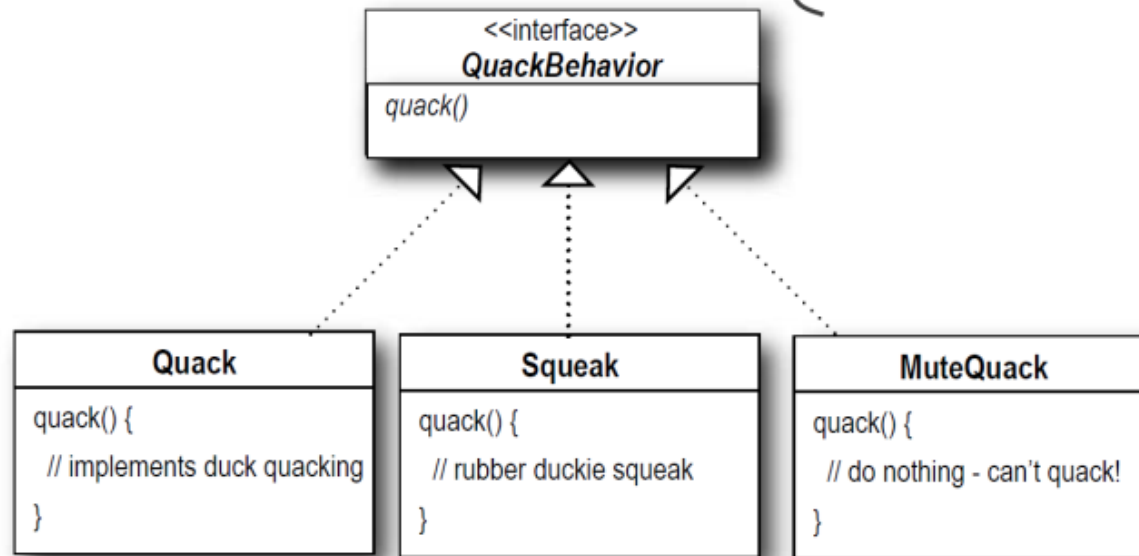 <<interface>>
QuackBehavior
quack()
Quack
quack() {
// implements duck quacking
}
Squeak
quack() {
// rubber duckie squeak
}
MuteQuack
quack() {
// do nothing - can't quack!
}